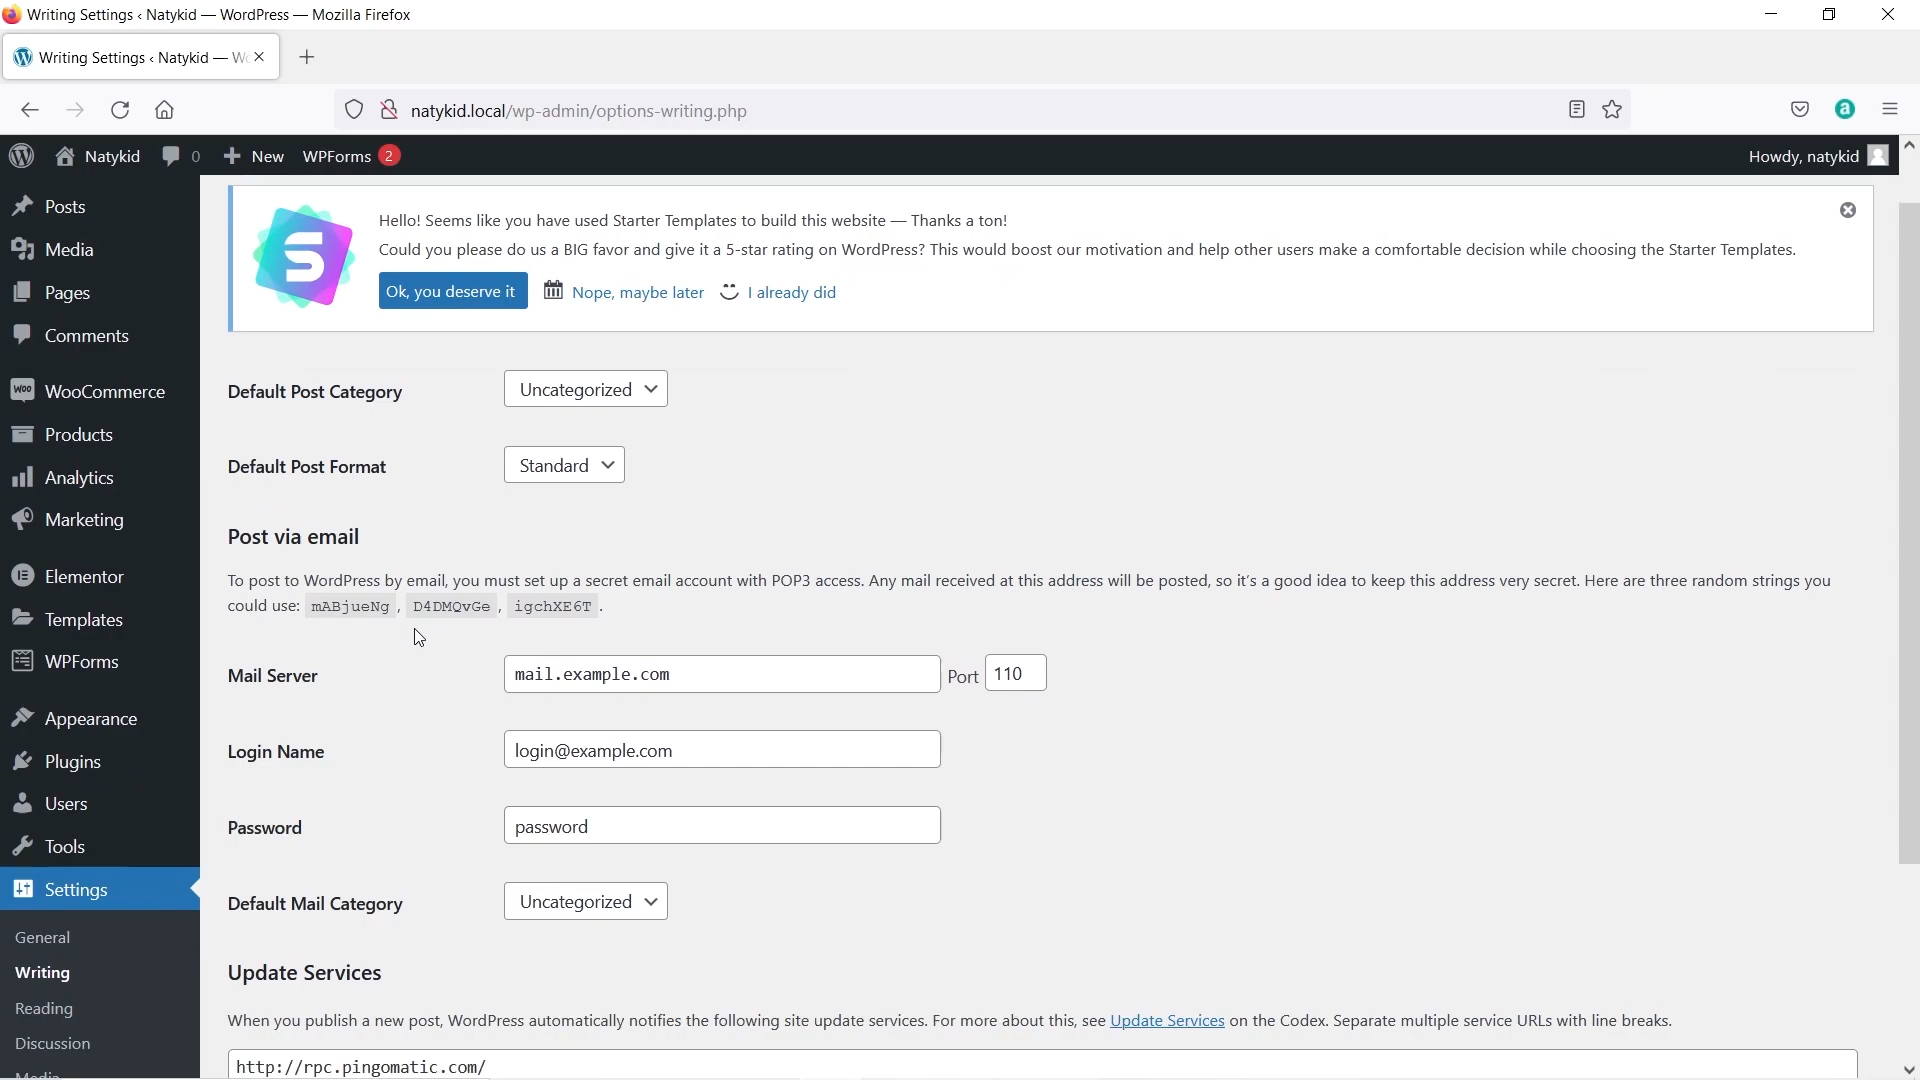 Writing Settings ‹ Natykid — WordPress — Mozilla Firefox
Writing Settings ‹ Natykid — Wo
natykid.local/wp-admin/options-writing.php
a
Natykid
0
New
WPForms 2
Howdy, natykid
Posts
Media
Pages
Comments
WooCommerce
Products
Analytics
Marketing
Elementor
Templates
WPForms
Appearance
Plugins
Users
Tools
Settings
General
Writing
Reading
Discussion
Media
S
Hello! Seems like you have used Starter Templates to build this website — Thanks a ton!
Could you please do us a BIG favor and give it a 5-star rating on WordPress? This would boost our motivation and help other users make a comfortable decision while choosing the Starter Templates.
Ok, you deserve it Nope, maybe later I already did
Default Post Category Uncategorized
Default Post Format Standard
Post via email
To post to WordPress by email, you must set up a secret email account with POP3 access. Any mail received at this address will be posted, so it's a good idea to keep this address very secret. Here are three random strings you
could use: mABjueNg , D4DMQvGe , igchXE6T .
Mail Server mail.example.com Port 110
Login Name login@example.com
Password password
Default Mail Category Uncategorized
Update Services
When you publish a new post, WordPress automatically notifies the following site update services. For more about this, see Update Services on the Codex. Separate multiple service URLs with line breaks.
http://rpc.pingomatic.com/